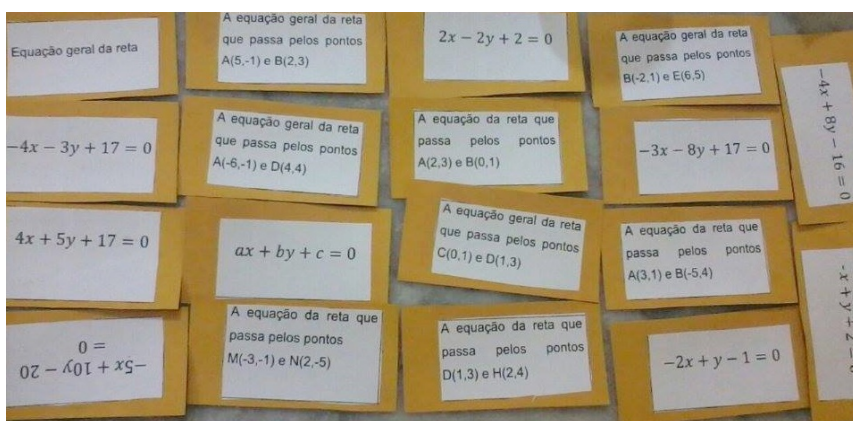 Equação geral da reta
A equação geral da reta
que passa pelos pontos
A(5,-1) e B(2,3)
2x − 2y + 2 = 0
A equação geral da reta
que passa pelos pontos
B(-2,1) e E(6,5)
−4x + 8y − 16 = 0
−4x − 3y + 17 = 0
A equação geral da reta
que passa pelos pontos
A(-6,-1) e D(4,4)
A equação da reta que
passa pelos pontos
A(2,3) e B(0,1)
−3x − 8y + 17 = 0
4x + 5y + 17 = 0
ax + by + c = 0
A equação geral da reta
que passa pelos pontos
C(0,1) e D(1,3)
A equação da reta que
passa pelos pontos
A(3,1) e B(-5,4)
-x + y + 2
−5x + 10y − 20
= 0
A equação da reta que
passa pelos pontos
M(-3,-1) e N(2,-5)
A equação da reta que
passa pelos pontos
D(1,3) e H(2,4)
−2x + y − 1 = 0